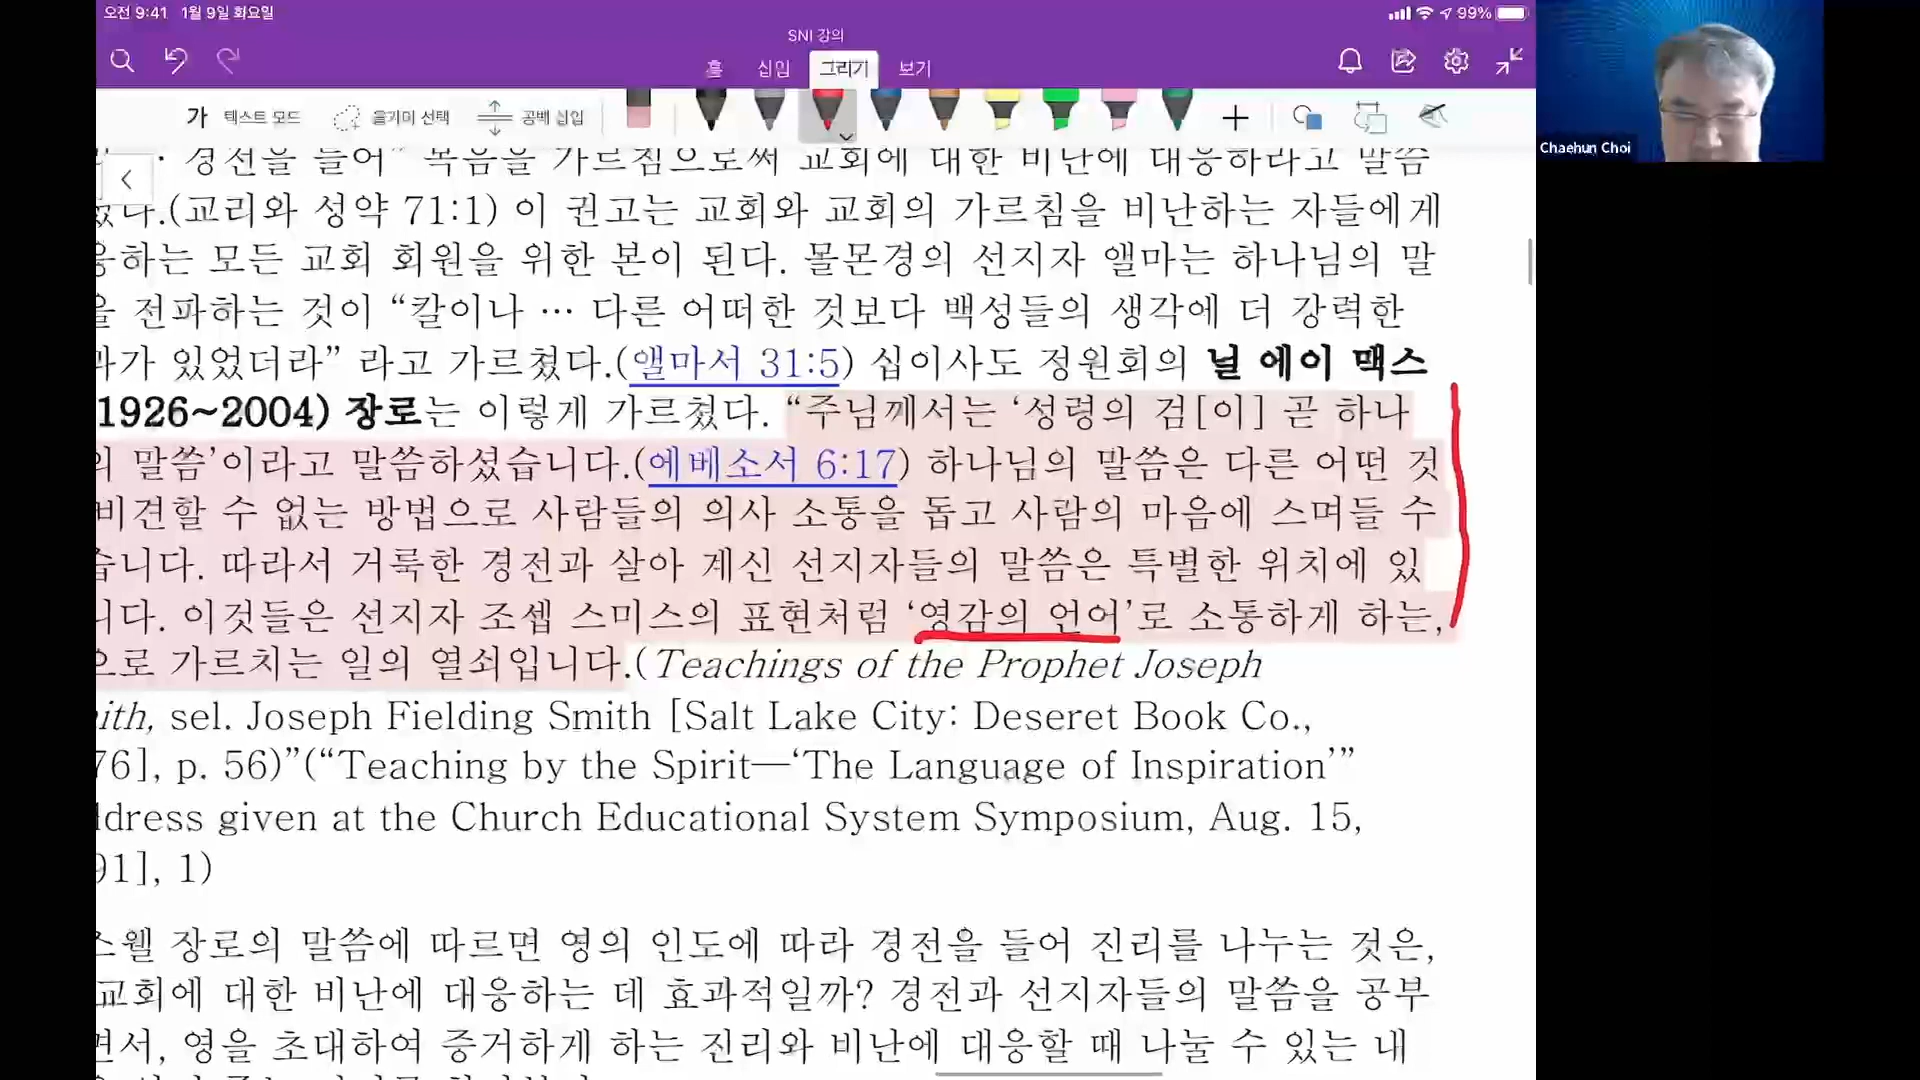 오전 9:41 1월 9일 화요일
99%
SNI 강의
홈 삽입 그리기 보기
가 텍스트 모드 올가미 선택 공백 삽입
Chaehun Choi
경전을 들어” 복음을 가르침으로써 교회에 대한 비난에 대응하라고 말씀
했다.(교리와 성약 71:1) 이 권고는 교회와 교회의 가르침을 비난하는 자들에게
응하는 모든 교회 회원을 위한 본이 된다. 몰몬경의 선지자 앨마는 하나님의 말
을 전파하는 것이 “칼이나 … 다른 어떠한 것보다 백성들의 생각에 더 강력한
과가 있었더라” 라고 가르쳤다.(앨마서 31:5) 십이사도 정원회의 닐 에이 맥스
1926~2004) 장로는 이렇게 가르쳤다. “주님께서는 ‘성령의 검[이] 곧 하나
의 말씀’이라고 말씀하셨습니다.(에베소서 6:17) 하나님의 말씀은 다른 어떤 것
비견할 수 없는 방법으로 사람들의 의사 소통을 돕고 사람의 마음에 스며들 수
습니다. 따라서 거룩한 경전과 살아 계신 선지자들의 말씀은 특별한 위치에 있
니다. 이것들은 선지자 조셉 스미스의 표현처럼 ‘영감의 언어’로 소통하게 하는,
으로 가르치는 일의 열쇠입니다.(Teachings of the Prophet Joseph
ith, sel. Joseph Fielding Smith [Salt Lake City: Deseret Book Co.,
76], p. 56)”(“Teaching by the Spirit—‘The Language of Inspiration’”
ddress given at the Church Educational System Symposium, Aug. 15,
91], 1)
스웰 장로의 말씀에 따르면 영의 인도에 따라 경전을 들어 진리를 나누는 것은,
교회에 대한 비난에 대응하는 데 효과적일까? 경전과 선지자들의 말씀을 공부
면서, 영을 초대하여 증거하게 하는 진리와 비난에 대응할 때 나눌 수 있는 내